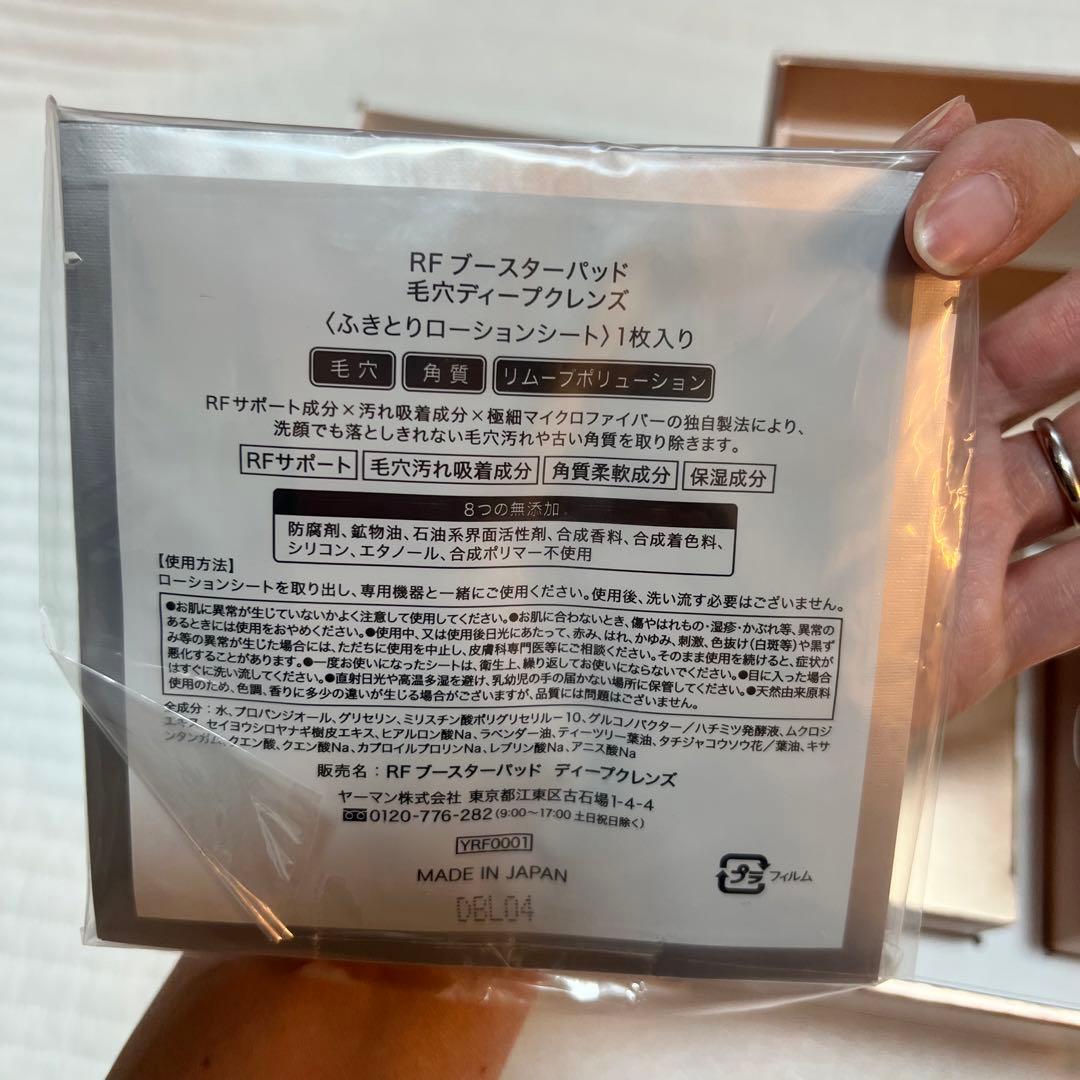 RF ブースターパッド
毛穴ディープクレンズ
〈ふきとりローションシート〉1枚入り
毛穴 角質 リムーブポリューション
RFサポート成分×汚れ吸着成分×極細マイクロファイバーの独自製法により、
洗顔でも落としきれない毛穴汚れや古い角質を取り除きます。
RFサポート 毛穴汚れ吸着成分 角質柔軟成分 保湿成分
8つの無添加
防腐剤、鉱物油、石油系界面活性剤、合成香料、合成着色料、
シリコン、エタノール、合成ポリマー不使用
【使用方法】
ローションシートを取り出し、専用機器と一緒にご使用ください。使用後、洗い流す必要はございません。
●お肌に異常が生じていないかよく注意して使用してください。●お肌に合わないとき、傷やはれもの・湿疹・かぶれ等、異常の
あるときには使用をおやめください。●使用中、又は使用後日光にあたって、赤み、はれ、かゆみ、刺激、色抜け(白斑等)や黒ず
み等の異常が生じた場合には、ただちに使用を中止し、皮膚科専門医等にご相談ください。そのまま使用を続けると、症状が
悪化することがあります。●一度お使いになったシートは、衛生上、繰り返してお使いにならないでください。●目に入った場合
はすぐに洗い流してください。●直射日光や高温多湿を避け、乳幼児の手の届かない場所に保管してください。●天然由来原料
使用のため、色調、香りに多少の違いが生じる場合がございますが、品質には問題はございません。
全成分：水、プロパンジオール、グリセリン、ミリスチン酸ポリグリセリル－10、グルコノバクター／ハチミツ発酵液、ムクロジ
エキス、セイヨウシロヤナギ樹皮エキス、ヒアルロン酸Na、ラベンダー油、ティーツリー葉油、タチジャコウソウ花／葉油、キサ
ンタンガム、クエン酸、クエン酸Na、カプロイルプロリンNa、レブリン酸Na、アニス酸Na
販売名：RF ブースターパッド ディープクレンズ
ヤーマン株式会社 東京都江東区古石場1-4-4
0120-776-282(9:00～17:00 土日祝日除く)
YRF0001
MADE IN JAPAN
プラ フィルム
DBL04